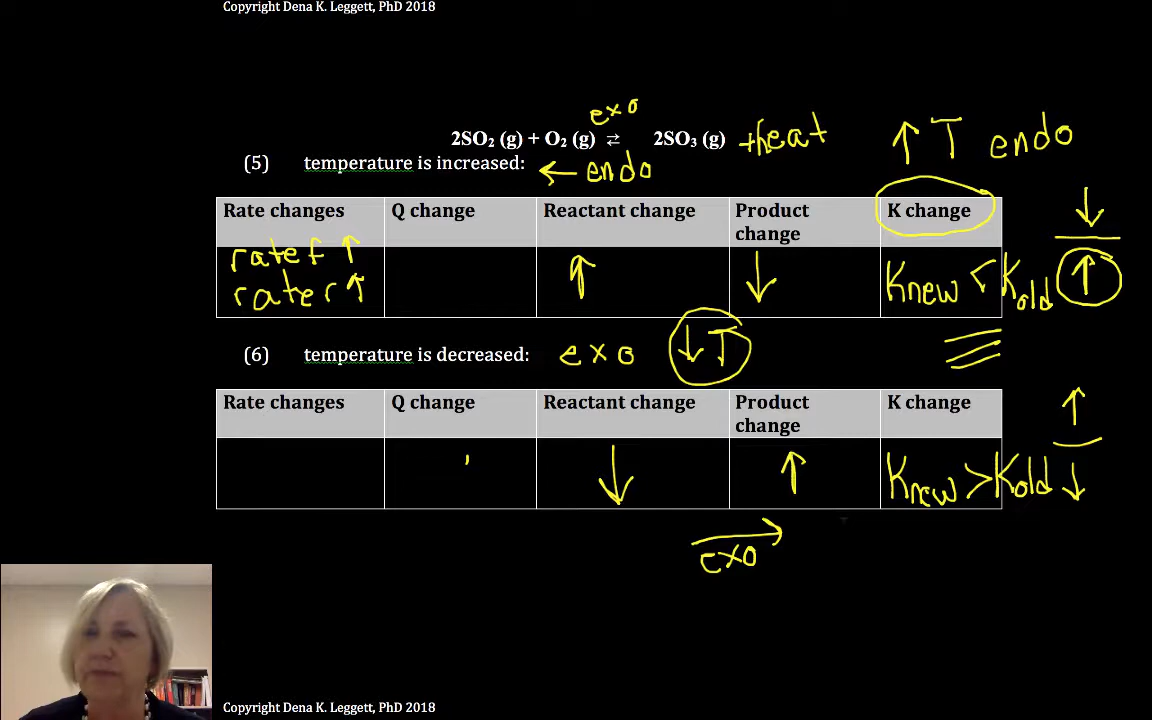 Copyright Dena K. Leggett, PhD 2018
exo
2SO₂ (g) + O₂ (g) ⇄ 2SO₃ (g) +heat ↑ T endo
(5) temperature is increased: ← endo
Rate changes Q change Reactant change Product change K change ↓
ratef ↑
rater ↑ ↑ ↓ Knew < Kold ↑
(6) temperature is decreased: exo ↓T
Rate changes Q change Reactant change Product change K change ↑
↓ ↑ Knew > Kold ↓
→
exo
Copyright Dena K. Leggett, PhD 2018